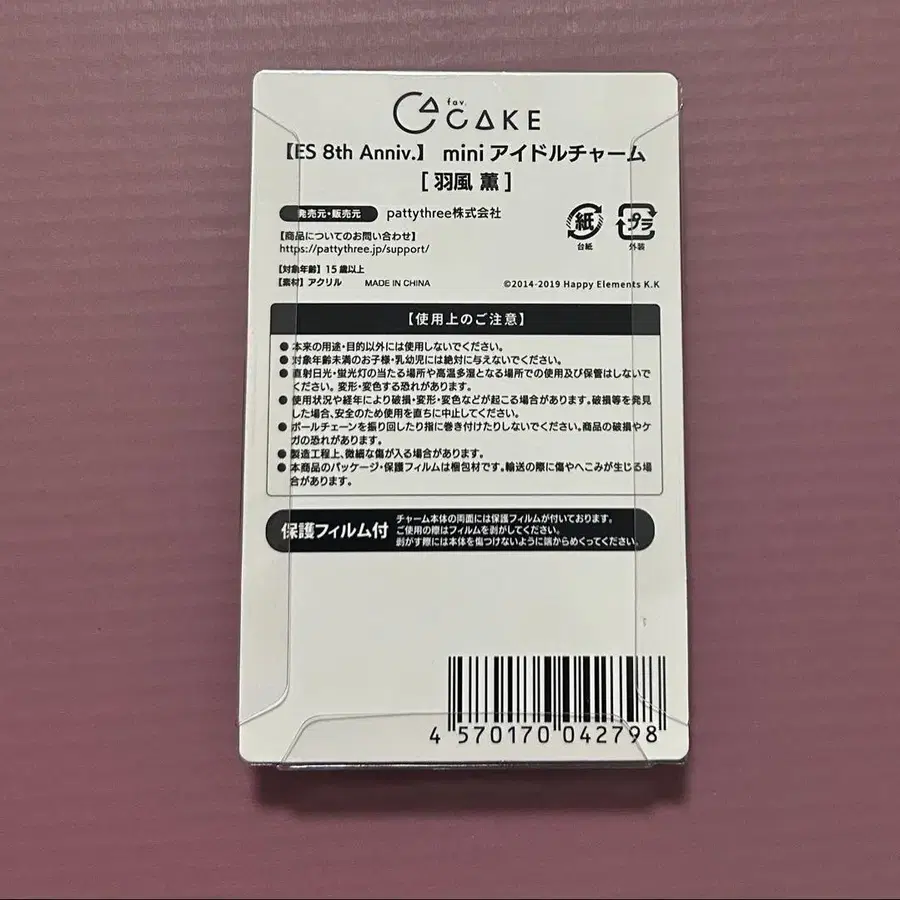 fav.
CAKE
【ES 8th Anniv.】 mini アイドルチャーム
[ 羽風 薫 ]
発売元・販売元 pattythree株式会社
【商品についてのお問い合わせ】
https://pattythree.jp/support/
紙
台紙
プラ
外装
【対象年齢】15歳以上
【素材】アクリル MADE IN CHINA
©2014-2019 Happy Elements K.K
【使用上のご注意】
● 本来の用途・目的以外には使用しないでください。
● 対象年齢未満のお子様・乳幼児には絶対に与えないでください。
● 直射日光・蛍光灯の当たる場所や高温多湿となる場所での使用及び保管はしないで
ください。変形・変色する恐れがあります。
● 使用状況や経年により破損・変形・変色などが起こる場合があります。破損等を発見
した場合、安全のため使用を直ちに中止してください。
● ボールチェーンを振り回したり指に巻き付けたりしないでください。商品の破損やケ
ガの恐れがあります。
● 製造工程上、微細な傷が入る場合があります。
● 本商品のパッケージ・保護フィルムは梱包材です。輸送の際に傷やへこみが生じる場
合があります。
保護フィルム付
チャーム本体の両面には保護フィルムが付いております。
ご使用の際はフィルムを剥がしてください。
剥がす際には本体を傷つけないように端からめくってください。
4 570170 042798